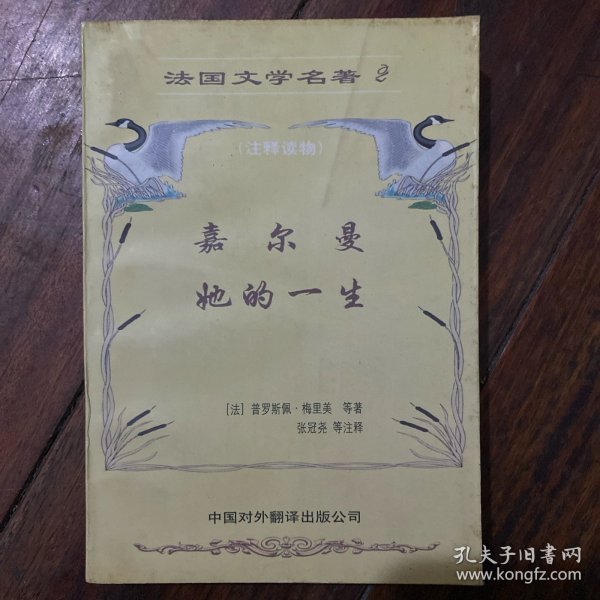 法国文学名著 2
（注释读物）
嘉尔曼
她的一生
［法］普罗斯佩·梅里美 等著
张冠尧 等注释
中国对外翻译出版公司
孔夫子旧书网
www.kongfz.com